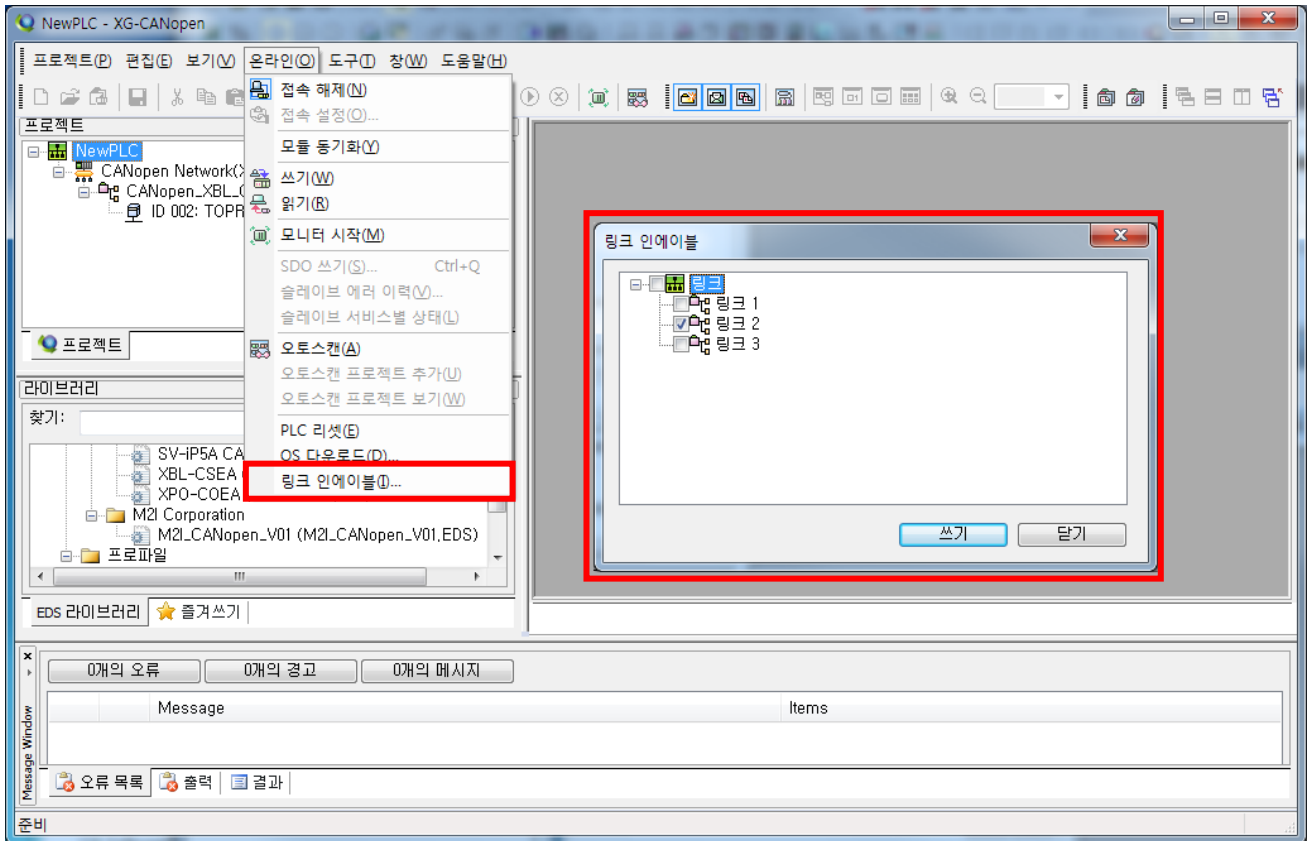 NewPLC - XG-CANopen
프로젝트(P) 편집(E) 보기(V) 온라인(O) 도구(T) 창(W) 도움말(H)
프로젝트
NewPLC
CANopen Network(X
CANopen_XBL_C
ID 002: TOPR
프로젝트
접속 해제(N)
접속 설정(O)...
모듈 동기화(Y)
쓰기(W)
읽기(R)
모니터 시작(M)
SDO 쓰기(S)... Ctrl+Q
슬레이브 에러 이력(V)...
슬레이브 서비스별 상태(L)
오토스캔(A)
오토스캔 프로젝트 추가(U)
오토스캔 프로젝트 보기(W)
PLC 리셋(E)
OS 다운로드(D)...
링크 인에이블(I)...
라이브러리
찾기:
SV-iP5A CA
XBL-CSEA
XPO-COEA
M2I Corporation
M2I_CANopen_V01 (M2I_CANopen_V01.EDS)
프로파일
EDS 라이브러리 즐겨쓰기
링크 인에이블
링크
링크 1
링크 2
링크 3
쓰기 닫기
0개의 오류 0개의 경고 0개의 메시지
Message Items
Message Window
오류 목록 출력 결과
준비